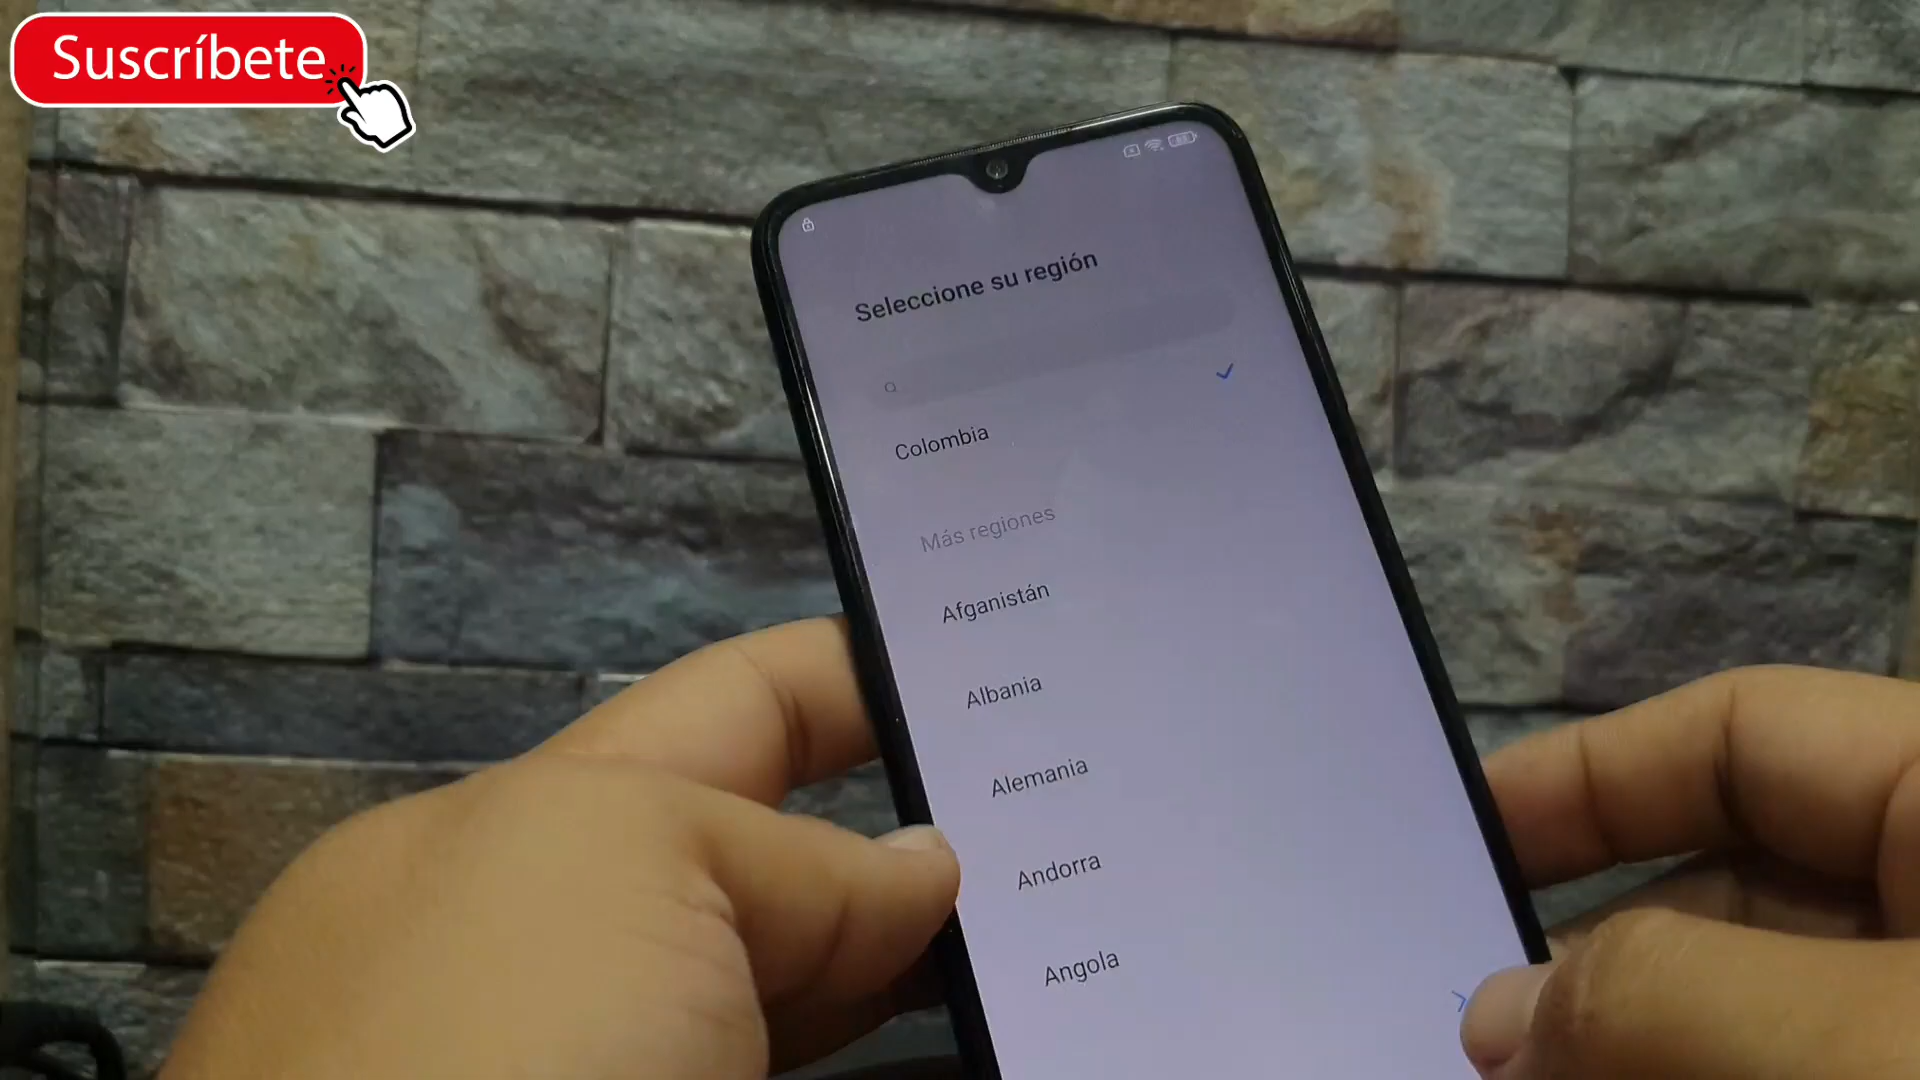 Suscríbete
Seleccione su región
Colombia
Más regiones
Afganistán
Albania
Alemania
Andorra
Angola